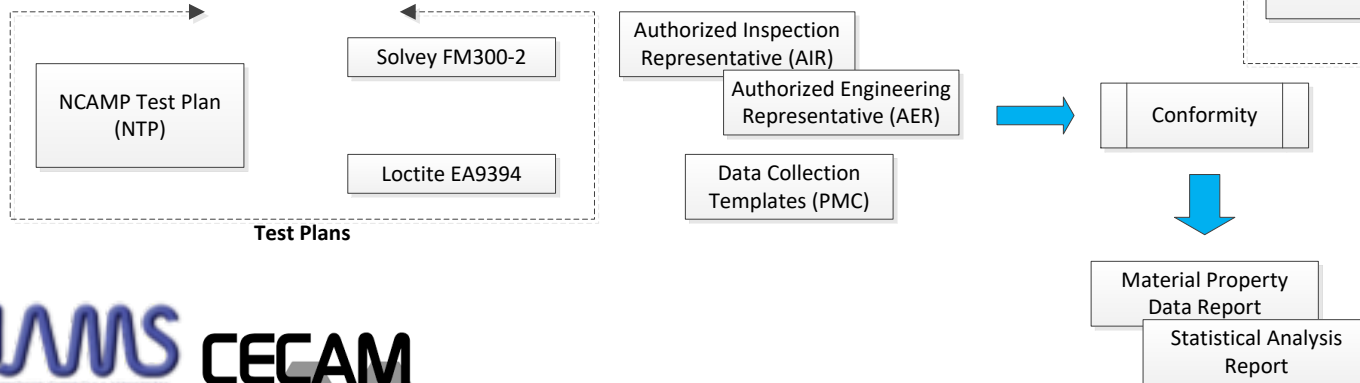 NCAMP Test Plan
(NTP)
Solvey FM300-2
Loctite EA9394
Test Plans
Authorized Inspection
Representative (AIR)
Authorized Engineering
Representative (AER)
Data Collection
Templates (PMC)
Conformity
Material Property
Data Report
Statistical Analysis
Report
CECAM